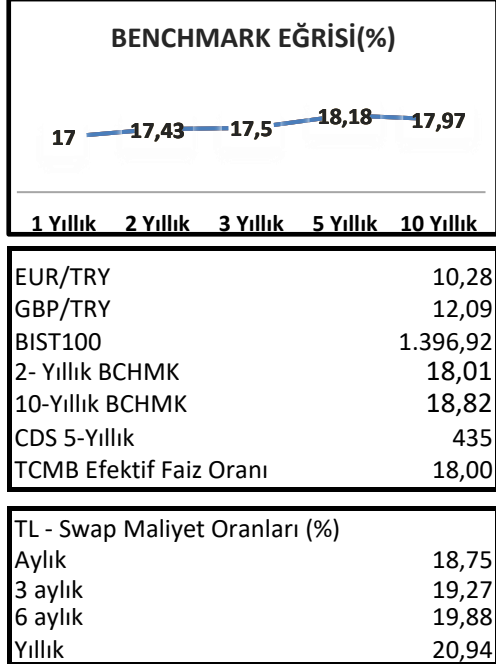 BENCHMARK EĞRİSİ(%)
17 17,43 17,5 18,18 17,97
1 Yıllık 2 Yıllık 3 Yıllık 5 Yıllık 10 Yıllık
EUR/TRY 10,28
GBP/TRY 12,09
BIST100 1.396,92
2- Yıllık BCHMK 18,01
10-Yıllık BCHMK 18,82
CDS 5-Yıllık 435
TCMB Efektif Faiz Oranı 18,00
TL - Swap Maliyet Oranları (%)
Aylık 18,75
3 aylık 19,27
6 aylık 19,88
Yıllık 20,94